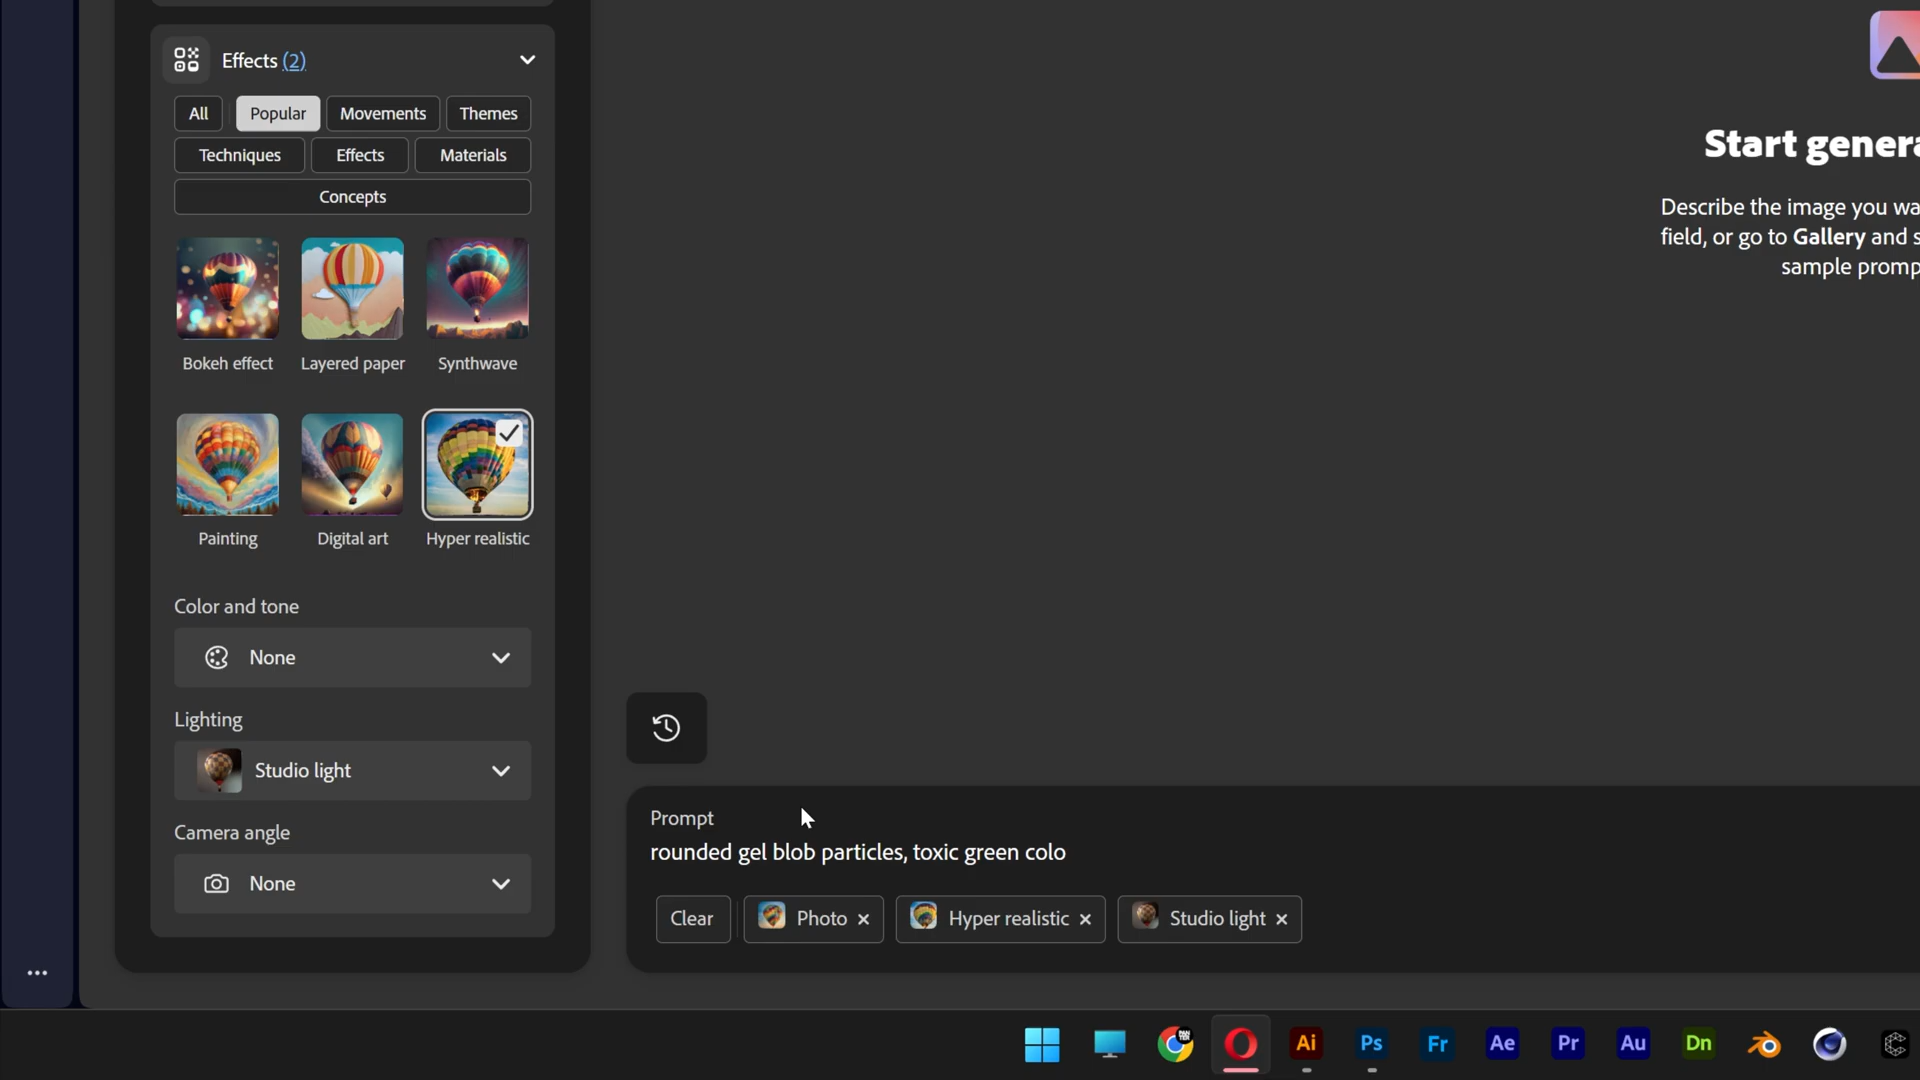 Effects (2)
All
Popular
Movements
Themes
Techniques
Effects
Materials
Concepts
Bokeh effect
Layered paper
Synthwave
Painting
Digital art
Hyper realistic
Color and tone
None
Lighting
Studio light
Camera angle
None
Start genera
Describe the image you wa
field, or go to Gallery and s
sample promp
Prompt
rounded gel blob particles, toxic green colo
Clear
Photo
Hyper realistic
Studio light
Ai
Ps
Fr
Ae
Pr
Au
Dn